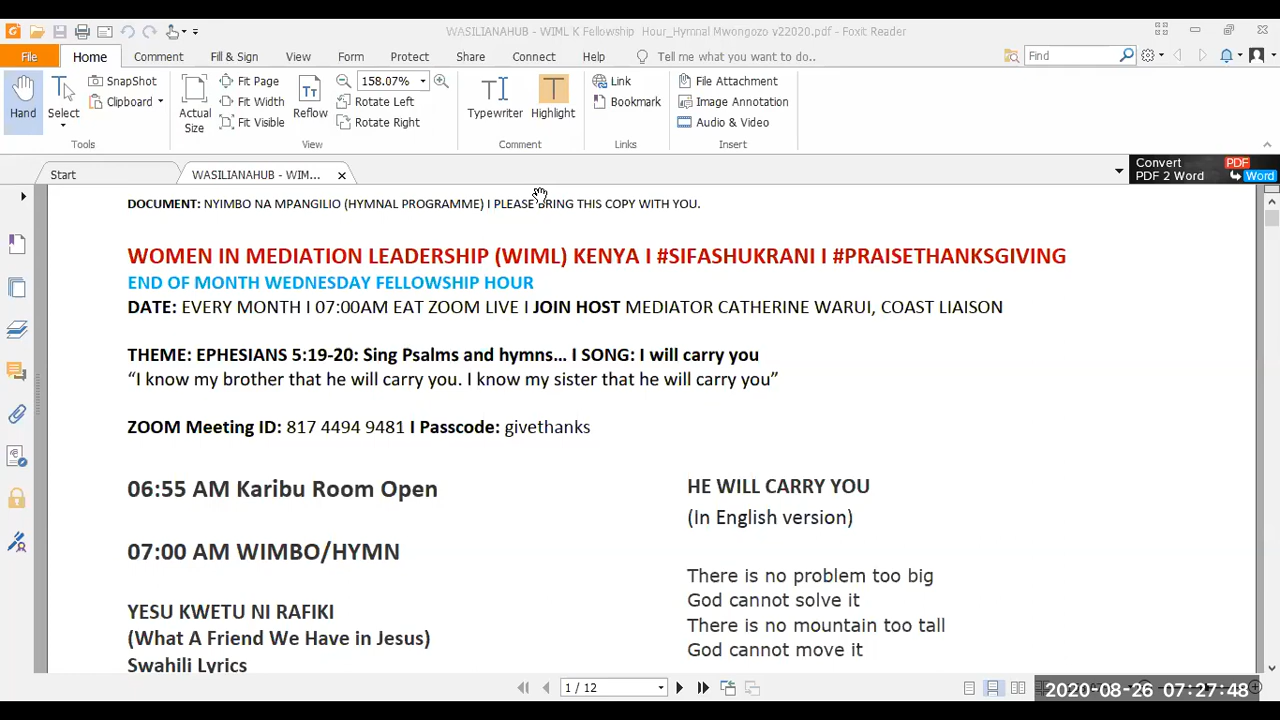 WASILIANAHUB - WIML K Fellowship Hour_Hymnal Mwongozo v22020.pdf - Foxit Reader
File Home Comment Fill & Sign View Form Protect Share Connect Help Tell me what you want to do.. Find
Hand
Select
SnapShot
Clipboard
Tools
Actual Size
Fit Page
Fit Width
Fit Visible
Reflow
158.07%
Rotate Left
Rotate Right
View
Typewriter
Highlight
Comment
Link
Bookmark
Links
File Attachment
Image Annotation
Audio & Video
Insert
Start
WASILIANAHUB - WIM...
Convert PDF
PDF 2 Word Word
DOCUMENT: NYIMBO NA MPANGILIO (HYMNAL PROGRAMME) I PLEASE BRING THIS COPY WITH YOU.
WOMEN IN MEDIATION LEADERSHIP (WIML) KENYA I #SIFASHUKRANI I #PRAISETHANKSGIVING
END OF MONTH WEDNESDAY FELLOWSHIP HOUR
DATE: EVERY MONTH I 07:00AM EAT ZOOM LIVE I JOIN HOST MEDIATOR CATHERINE WARUI, COAST LIAISON
THEME: EPHESIANS 5:19-20: Sing Psalms and hymns... I SONG: I will carry you
“I know my brother that he will carry you. I know my sister that he will carry you”
ZOOM Meeting ID: 817 4494 9481 I Passcode: givethanks
06:55 AM Karibu Room Open
07:00 AM WIMBO/HYMN
YESU KWETU NI RAFIKI
(What A Friend We Have in Jesus)
Swahili Lyrics
HE WILL CARRY YOU
(In English version)
There is no problem too big
God cannot solve it
There is no mountain too tall
God cannot move it
1 / 12
2020-08-26 07:27:48